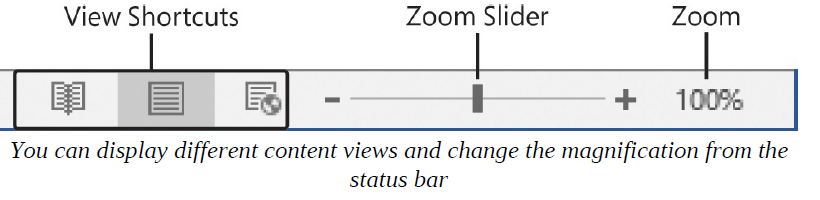 View Shortcuts Zoom Slider Zoom
- + 100%
You can display different content views and change the magnification from the
status bar